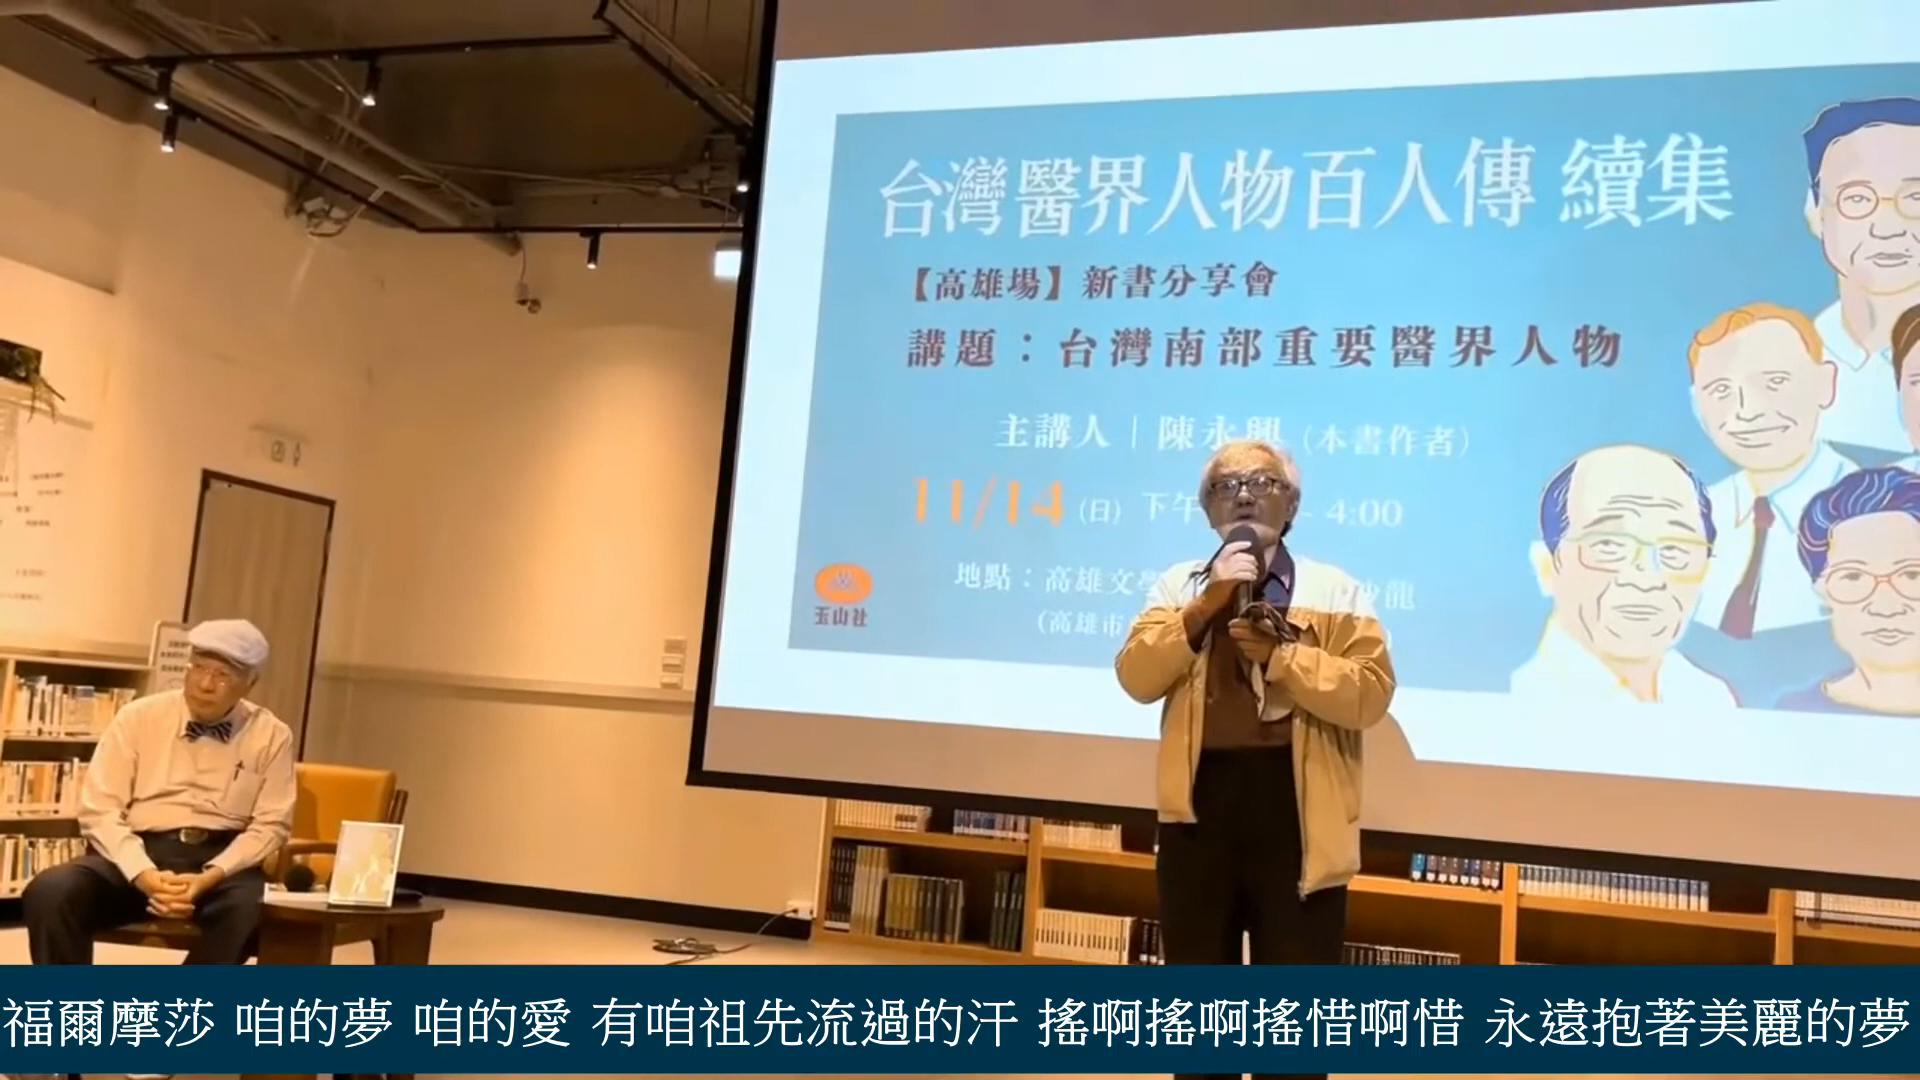 台灣醫界人物百人傳 續集
【高雄場】新書分享會
講題：台灣南部重要醫界人物
主講人｜陳永興（本書作者）
11/14（日）下午 - 4:00
地點：高雄文學 沙龍
（高雄市
玉山社
福爾摩莎 咱的夢 咱的愛 有咱祖先流過的汗 搖啊搖啊搖惜啊惜 永遠抱著美麗的夢